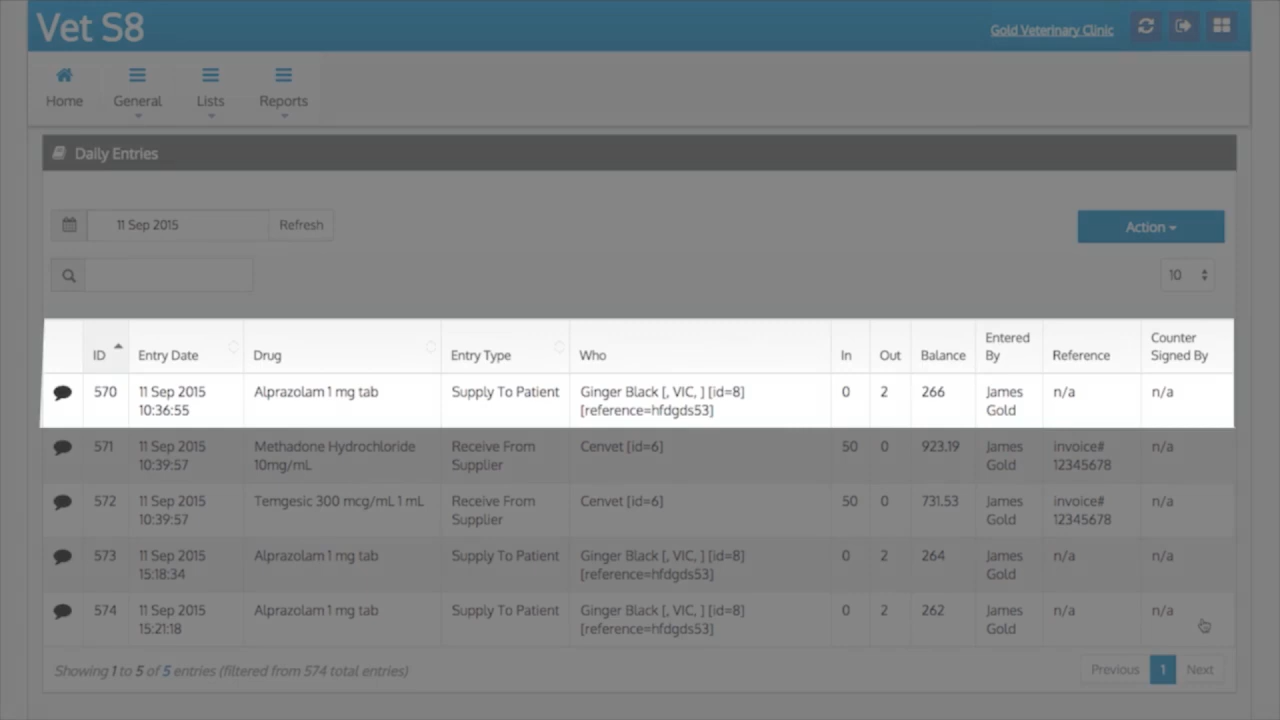 Vet S8
Gold Veterinary Clinic
Home General Lists Reports
Daily Entries
11 Sep 2015 Refresh
Action
10
ID Entry Date Drug Entry Type Who In Out Balance Entered By Reference Counter Signed By
570 11 Sep 2015 Alprazolam 1 mg tab Supply To Patient Ginger Black [, VIC, ] [id=8] 0 2 266 James n/a n/a
10:36:55 [reference=hfdgds53] Gold
571 11 Sep 2015 Methadone Hydrochloride Receive From Cenvet [id=6] 50 0 923.19 James invoice# n/a
10:39:57 10mg/mL Supplier Gold 12345678
572 11 Sep 2015 Temgesic 300 mcg/mL 1 mL Receive From Cenvet [id=6] 50 0 731.53 James invoice# n/a
10:39:57 Supplier Gold 12345678
573 11 Sep 2015 Alprazolam 1 mg tab Supply To Patient Ginger Black [, VIC, ] [id=8] 0 2 264 James n/a n/a
15:18:34 [reference=hfdgds53] Gold
574 11 Sep 2015 Alprazolam 1 mg tab Supply To Patient Ginger Black [, VIC, ] [id=8] 0 2 262 James n/a n/a
15:21:18 [reference=hfdgds53] Gold
Showing 1 to 5 of 5 entries (filtered from 574 total entries) Previous 1 Next